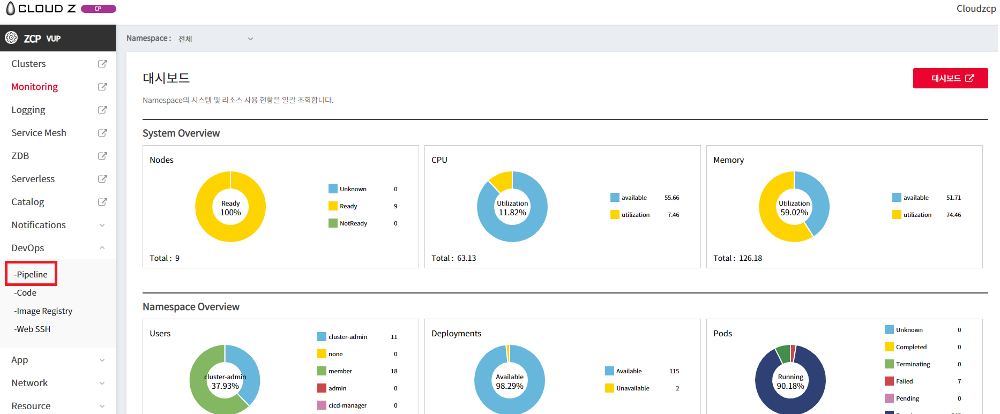 CLOUD Z CP
Cloudzcp
ZCP VUP
Namespace : 전체
Clusters
Monitoring
Logging
Service Mesh
ZDB
Serverless
Catalog
Notifications
DevOps
-Pipeline
-Code
-Image Registry
-Web SSH
App
Network
Resource
대시보드
대시보드
Namespace의 시스템 및 리소스 사용 현황을 일괄 조회합니다.
System Overview
Nodes
Ready
100%
Unknown 0
Ready 9
NotReady 0
Total : 9
CPU
Utilization
11.82%
available 55.66
utilization 7.46
Total : 63.13
Memory
Utilization
59.02%
available 51.71
utilization 74.46
Total : 126.18
Namespace Overview
Users
cluster-admin
37.93%
cluster-admin 11
none 0
member 18
admin 0
cicd-manager 0
Deployments
Available
98.29%
Available 115
Unavailable 2
Pods
Running
90.18%
Unknown 0
Completed 0
Terminating 0
Failed 7
Pending 0